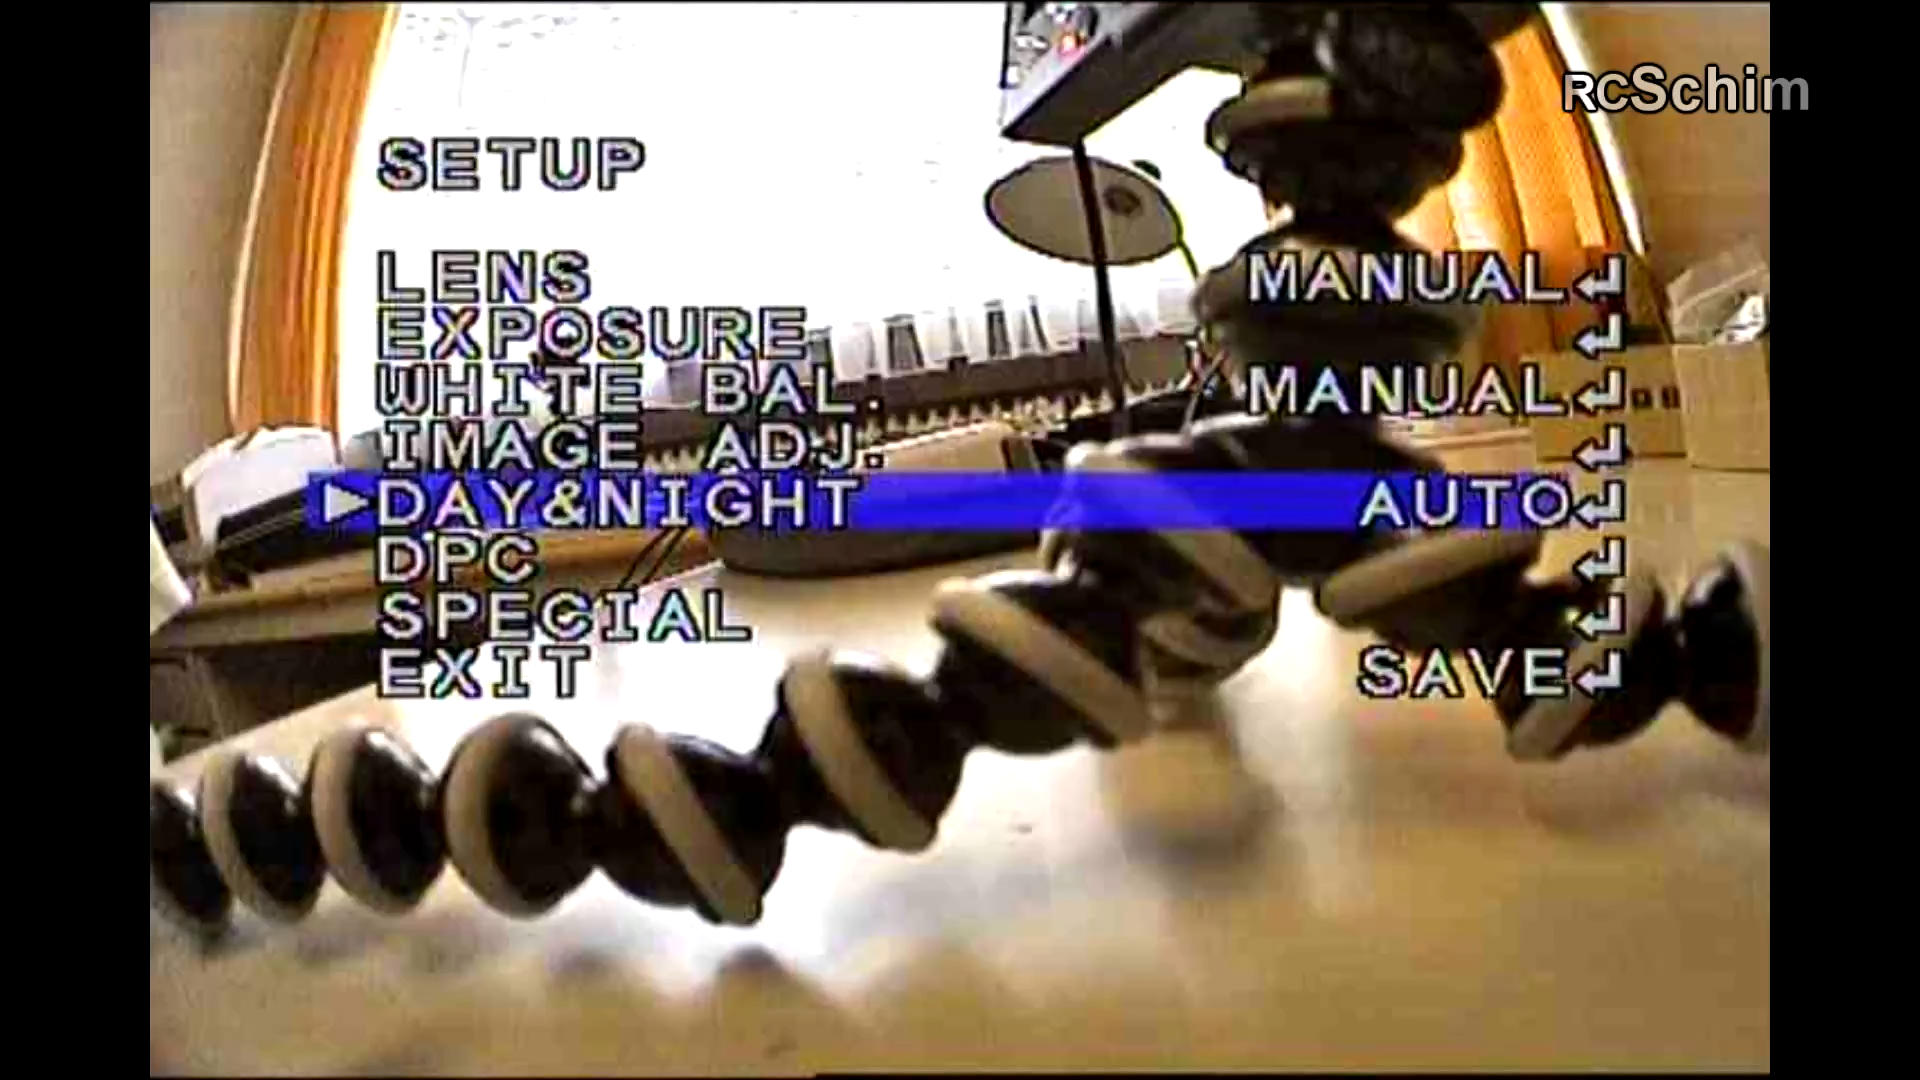 RCSchim
SETUP
LENS MANUAL↵
EXPOSURE ↵
WHITE BAL. MANUAL↵
IMAGE ADJ. ↵
►DAY&NIGHT AUTO↵
DPC ↵
SPECIAL ↵
EXIT SAVE↵